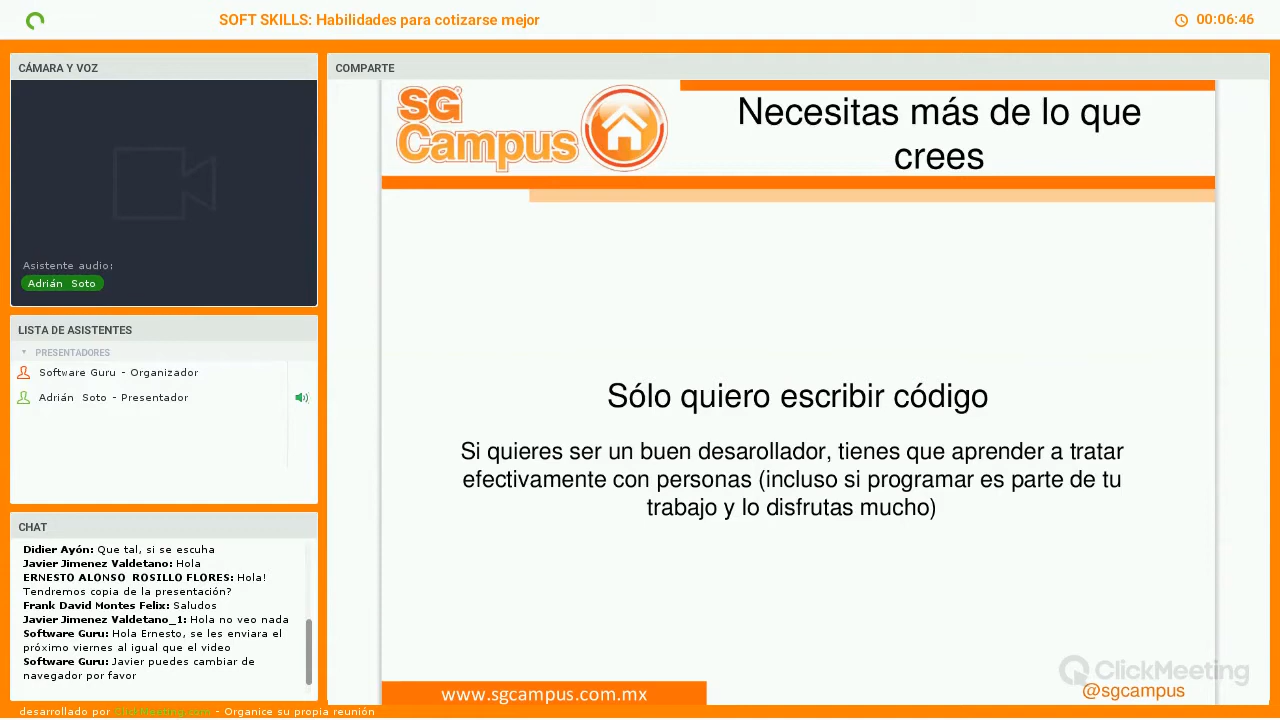 SOFT SKILLS: Habilidades para cotizarse mejor
00:06:46
CÁMARA Y VOZ
Asistente audio:
Adrián Soto
LISTA DE ASISTENTES
PRESENTADORES
Software Guru - Organizador
Adrián Soto - Presentador
CHAT
Didier Ayón: Que tal, si se escuha
Javier Jimenez Valdetano: Hola
ERNESTO ALONSO ROSILLO FLORES: Hola!
Tendremos copia de la presentación?
Frank David Montes Felix: Saludos
Javier Jimenez Valdetano_1: Hola no veo nada
Software Guru: Hola Ernesto, se les enviara el
próximo viernes al igual que el video
Software Guru: Javier puedes cambiar de
navegador por favor
desarrollado por ClickMeeting.com - Organice su propia reunión
COMPARTE
SG
Campus
Necesitas más de lo que
crees
Sólo quiero escribir código
Si quieres ser un buen desarollador, tienes que aprender a tratar
efectivamente con personas (incluso si programar es parte de tu
trabajo y lo disfrutas mucho)
www.sgcampus.com.mx
ClickMeeting
@sgcampus